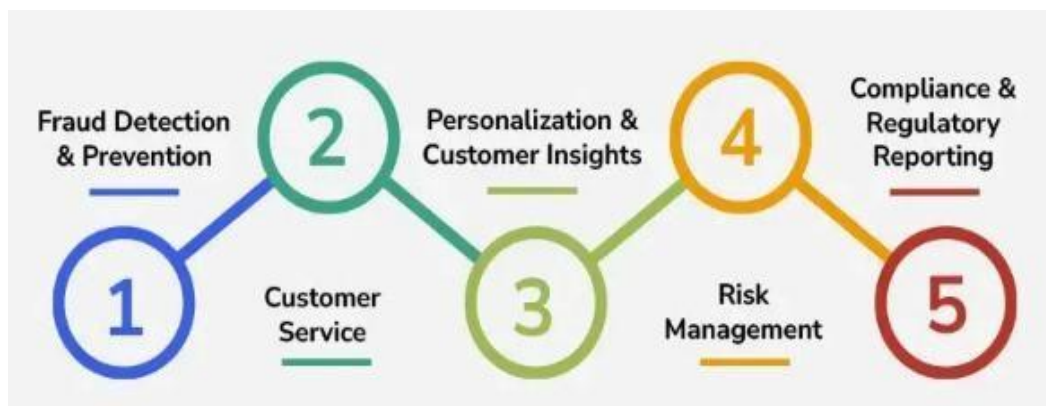 1
Fraud Detection
& Prevention
2
Customer
Service
3
Personalization &
Customer Insights
4
Risk
Management
5
Compliance &
Regulatory
Reporting